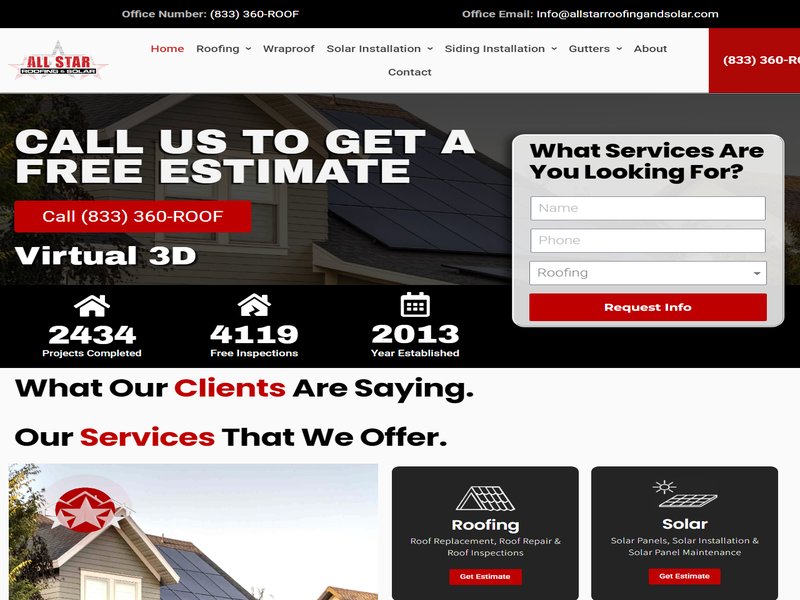 Office Number: (833) 360-ROOF
Office Email: Info@allstarroofingandsolar.com
ALL STAR
ROOFING & SOLAR
Home
Roofing
Wraproof
Solar Installation
Siding Installation
Gutters
About
Contact
(833) 360-RO
CALL US TO GET A
FREE ESTIMATE
Call (833) 360-ROOF
Virtual 3D
What Services Are
You Looking For?
Name
Phone
Roofing
Request Info
2434
Projects Completed
4119
Free Inspections
2013
Year Established
What Our Clients Are Saying.
Our Services That We Offer.
Roofing
Roof Replacement, Roof Repair &
Roof Inspections
Get Estimate
Solar
Solar Panels, Solar Installation &
Solar Panel Maintenance
Get Estimate